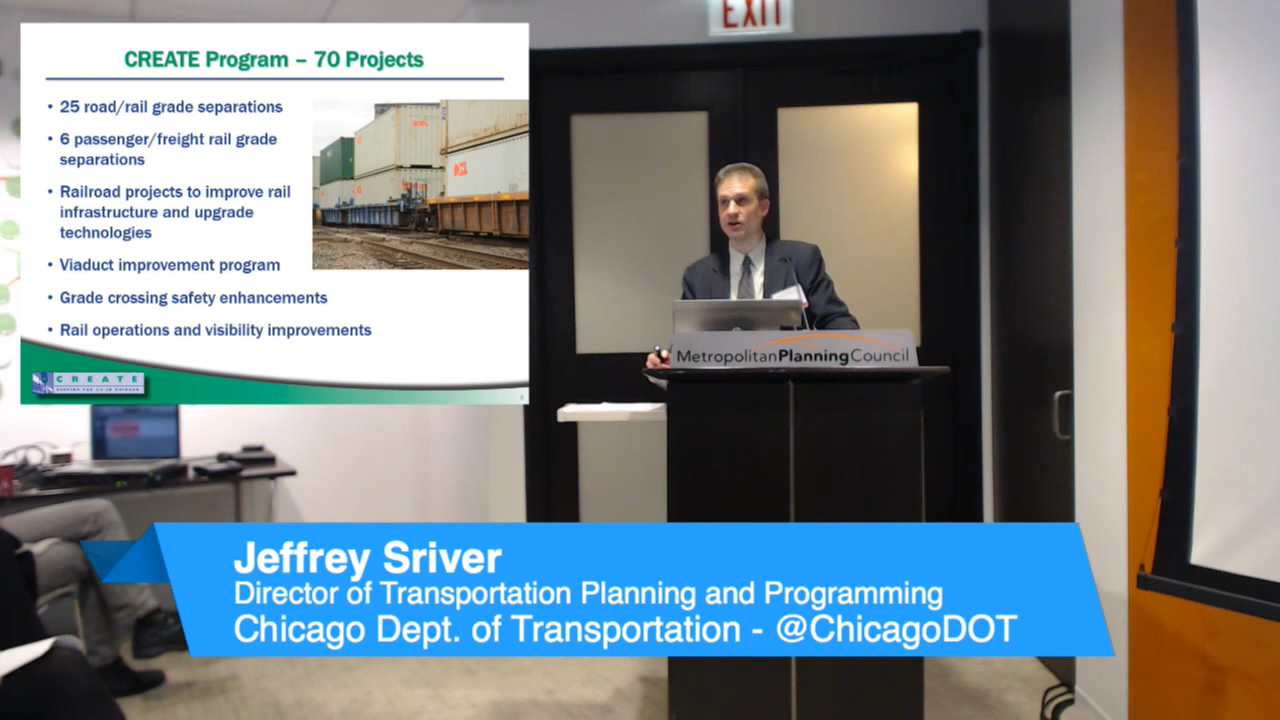 EXIT
CREATE Program – 70 Projects
• 25 road/rail grade separations
• 6 passenger/freight rail grade
separations
• Railroad projects to improve rail
infrastructure and upgrade
technologies
• Viaduct improvement program
• Grade crossing safety enhancements
• Rail operations and visibility improvements
CREATE
MetropolitanPlanningCouncil
Jeffrey Sriver
Director of Transportation Planning and Programming
Chicago Dept. of Transportation - @ChicagoDOT